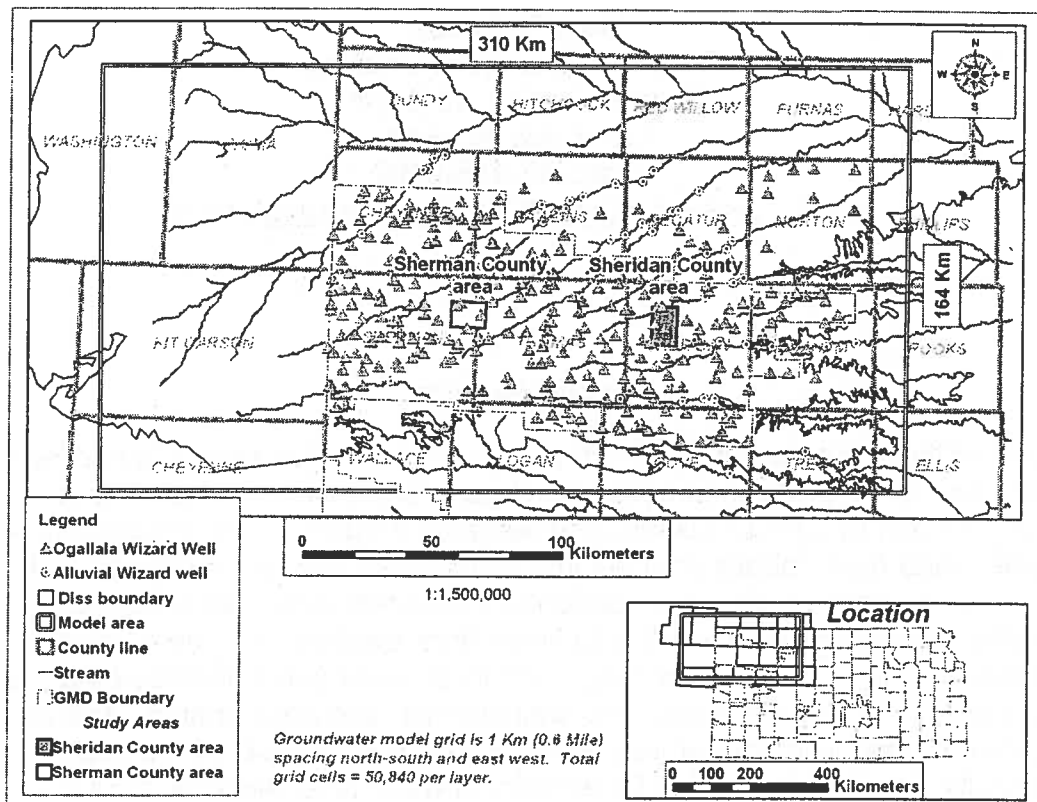 310 Km
N
W E
S
DUNDY
HITCHCOCK
RED WILLOW
FURNAS
WASHINGTON
YUMA
CHEYENNE
RAWLINS
DECATUR
NORTON
PHILLIPS
Sherman County
area
Sheridan County
area
164 Km
KIT CARSON
ROOKS
CHEYENNE
WALLACE
LOGAN
GOVE
TREGO
ELLIS
Legend
Ogallala Wizard Well
Alluvial Wizard well
Diss boundary
Model area
County line
Stream
GMD Boundary
Study Areas
Sheridan County area
Sherman County area
0 50 100
Kilometers
1:1,500,000
Groundwater model grid is 1 Km (0.6 Mile)
spacing north-south and east west. Total
grid cells = 50,840 per layer.
Location
0 100 200 400
Kilometers